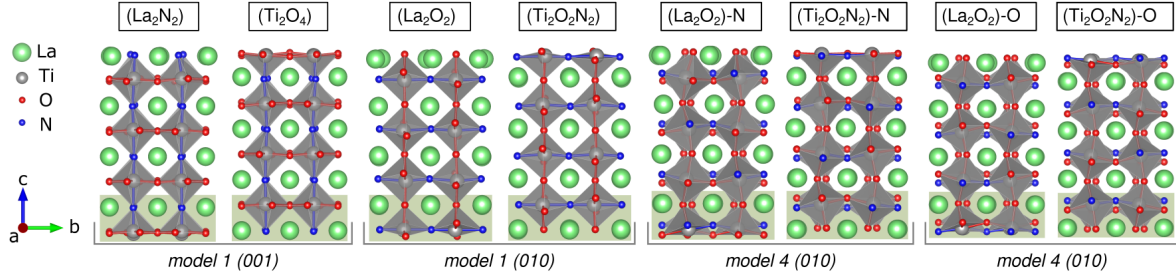 (La₂N₂) (Ti₂O₄) (La₂O₂) (Ti₂O₂N₂) (La₂O₂)-N (Ti₂O₂N₂)-N (La₂O₂)-O (Ti₂O₂N₂)-O
La
Ti
O
N
c
a
b
model 1 (001) model 1 (010) model 4 (010) model 4 (010)